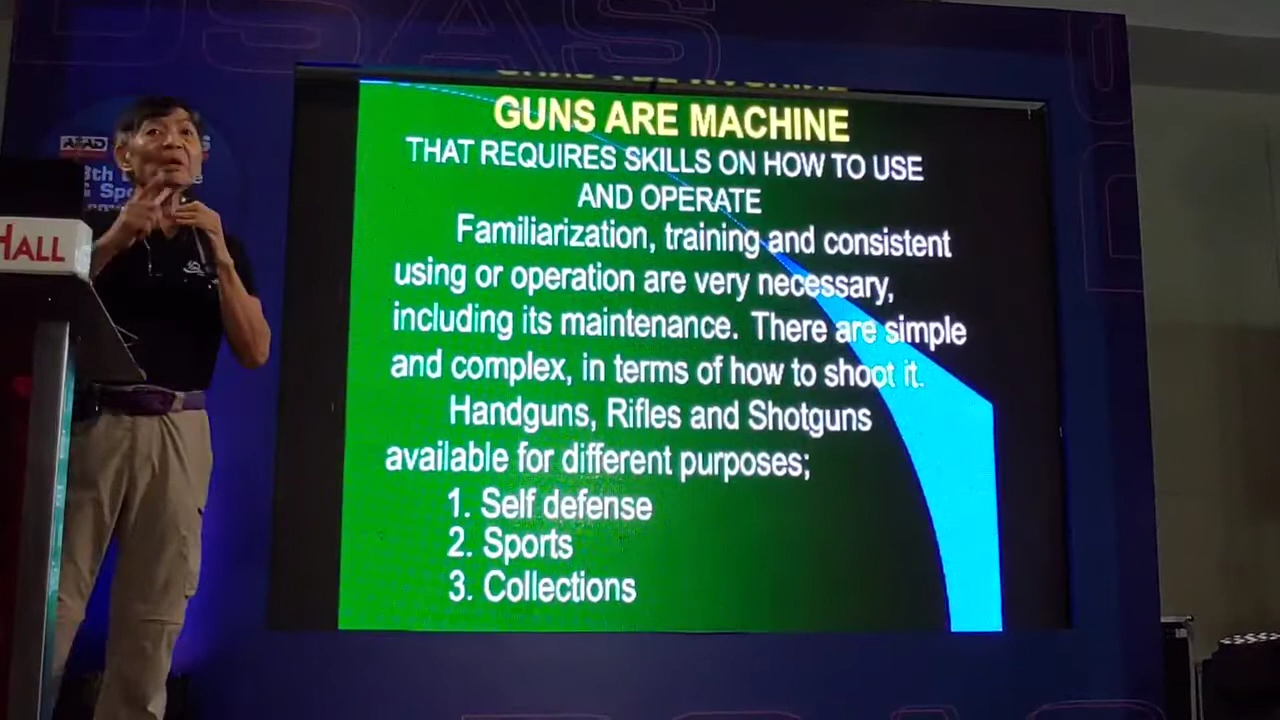 DSAS
GUNS ARE MACHINE
THAT REQUIRES SKILLS ON HOW TO USE
AND OPERATE
Familiarization, training and consistent
using or operation are very necessary,
including its maintenance. There are simple
and complex, in terms of how to shoot it.
Handguns, Rifles and Shotguns
available for different purposes;
1. Self defense
2. Sports
3. Collections
HALL